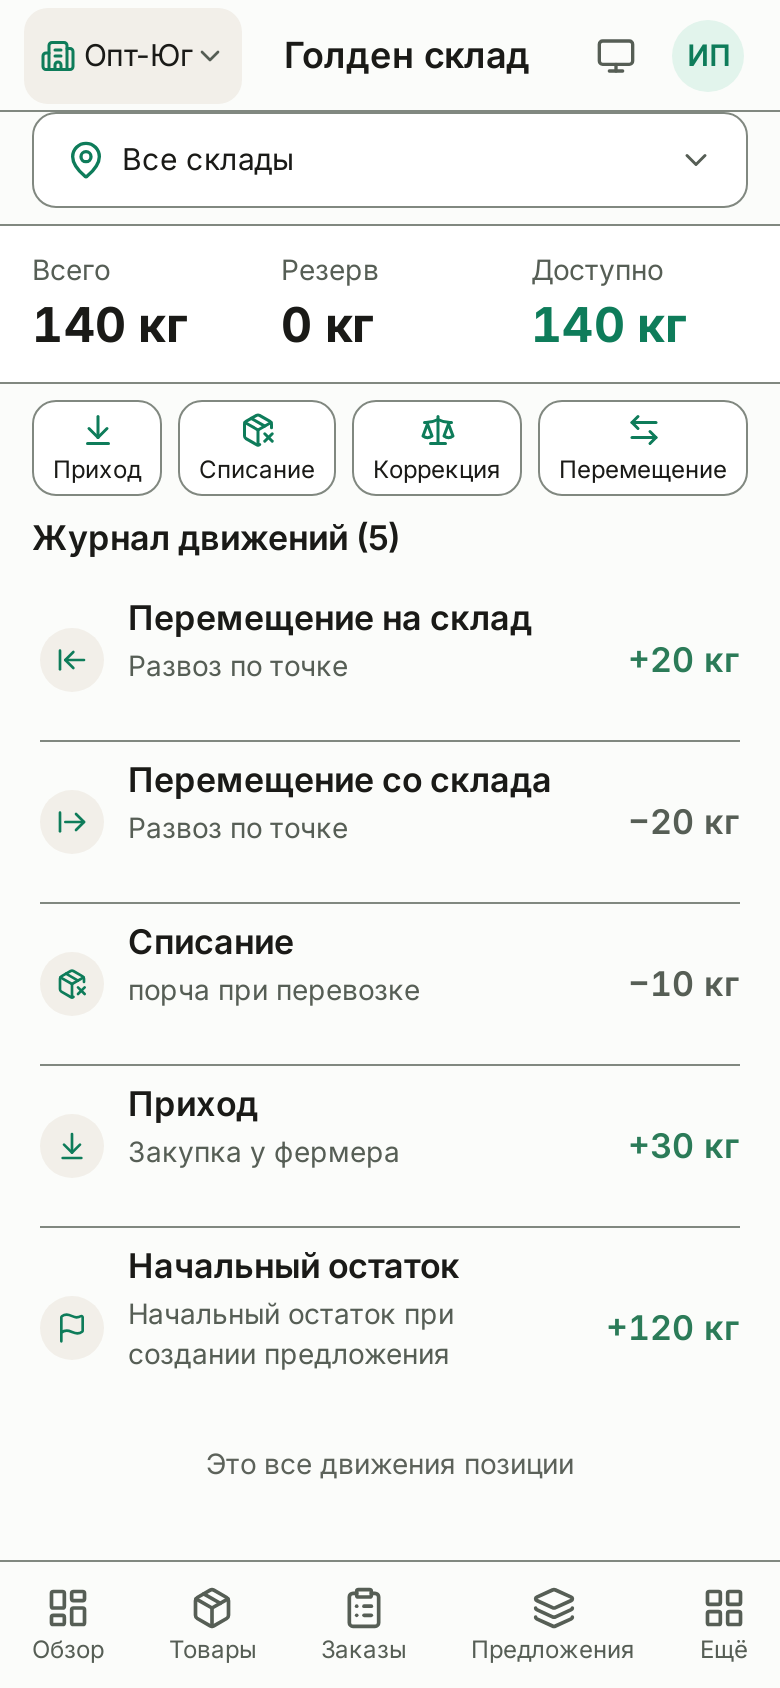 Опт-Юг
Голден склад
ИП
Все склады
Всего
Резерв
Доступно
140 кг
0 кг
140 кг
Приход
Списание
Коррекция
Перемещение
Журнал движений (5)
Перемещение на склад
Развоз по точке
+20 кг
Перемещение со склада
Развоз по точке
−20 кг
Списание
порча при перевозке
−10 кг
Приход
Закупка у фермера
+30 кг
Начальный остаток
Начальный остаток при
создании предложения
+120 кг
Это все движения позиции
Обзор
Товары
Заказы
Предложения
Ещё